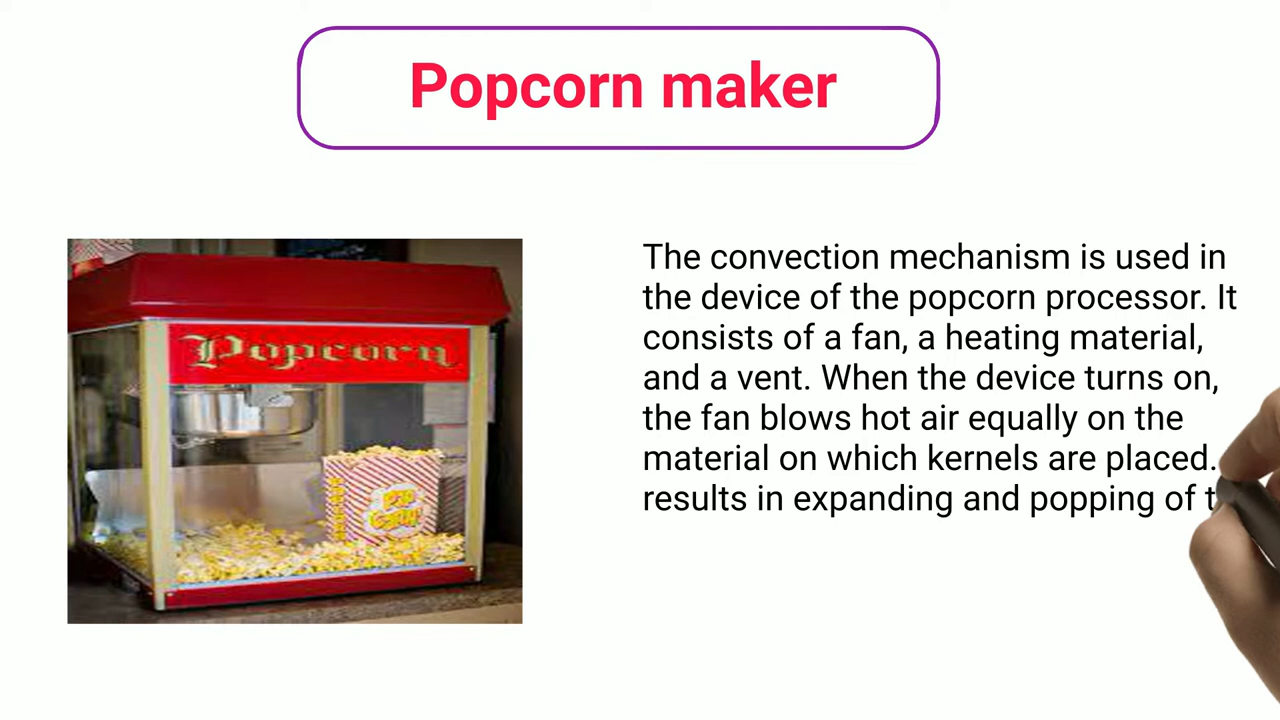 Popcorn maker
Popcorn
The convection mechanism is used in
the device of the popcorn processor. It
consists of a fan, a heating material,
and a vent. When the device turns on,
the fan blows hot air equally on the
material on which kernels are placed.
results in expanding and popping of t